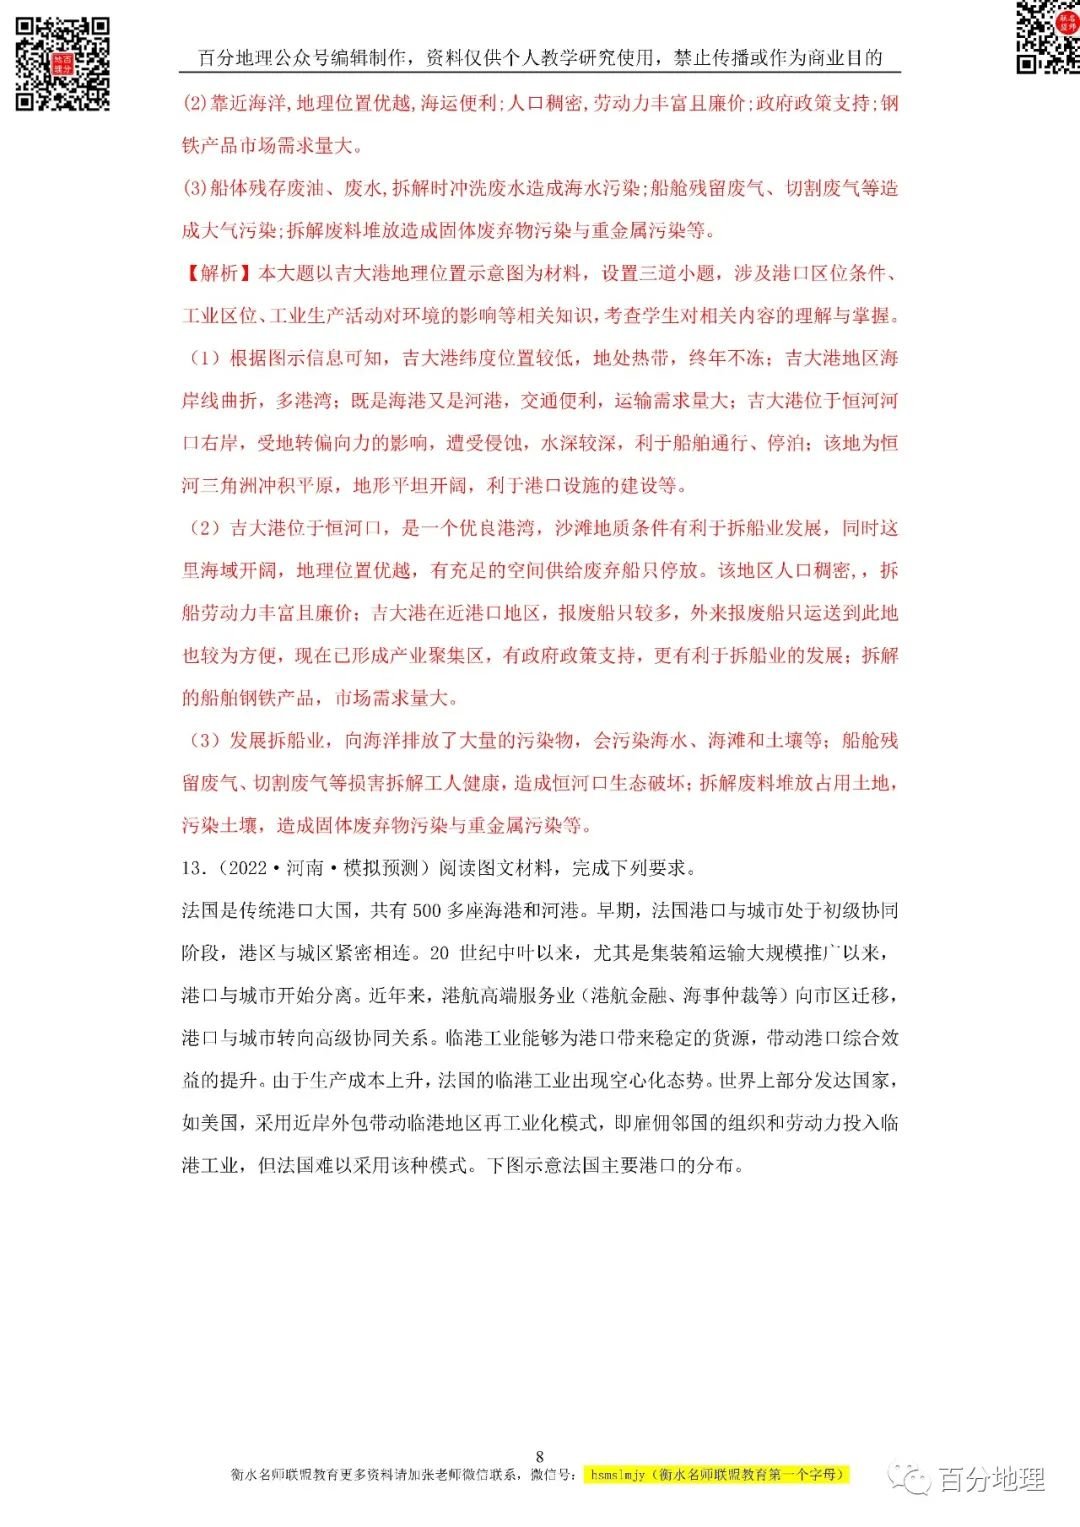 百分地理公众号编辑制作，资料仅供个人教学研究使用，禁止传播或作为商业目的
(2)靠近海洋,地理位置优越,海运便利;人口稠密,劳动力丰富且廉价;政府政策支持;钢
铁产品市场需求量大。
(3)船体残存废油、废水,拆解时冲洗废水造成海水污染;船舱残留废气、切割废气等造
成大气污染;拆解废料堆放造成固体废弃物污染与重金属污染等。
【解析】本大题以吉大港地理位置示意图为材料，设置三道小题，涉及港口区位条件、
工业区位、工业生产活动对环境的影响等相关知识，考查学生对相关内容的理解与掌握。
（1）根据图示信息可知，吉大港纬度位置较低，地处热带，终年不冻；吉大港地区海
岸线曲折，多港湾；既是海港又是河港，交通便利，运输需求量大；吉大港位于恒河河
口右岸，受地转偏向力的影响，遭受侵蚀，水深较深，利于船舶通行、停泊；该地为恒
河三角洲冲积平原，地形平坦开阔，利于港口设施的建设等。
（2）吉大港位于恒河口，是一个优良港湾，沙滩地质条件有利于拆船业发展，同时这
里海域开阔，地理位置优越，有充足的空间供给废弃船只停放。该地区人口稠密,，拆
船劳动力丰富且廉价；吉大港在近港口地区，报废船只较多，外来报废船只运送到此地
也较为方便，现在已形成产业聚集区，有政府政策支持，更有利于拆船业的发展；拆解
的船舶钢铁产品，市场需求量大。
（3）发展拆船业，向海洋排放了大量的污染物，会污染海水、海滩和土壤等；船舱残
留废气、切割废气等损害拆解工人健康，造成恒河口生态破坏；拆解废料堆放占用土地，
污染土壤，造成固体废弃物污染与重金属污染等。
13．（2022·河南·模拟预测）阅读图文材料，完成下列要求。
法国是传统港口大国，共有 500 多座海港和河港。早期，法国港口与城市处于初级协同
阶段，港区与城区紧密相连。20 世纪中叶以来，尤其是集装箱运输大规模推广以来，
港口与城市开始分离。近年来，港航高端服务业（港航金融、海事仲裁等）向市区迁移，
港口与城市转向高级协同关系。临港工业能够为港口带来稳定的货源，带动港口综合效
益的提升。由于生产成本上升，法国的临港工业出现空心化态势。世界上部分发达国家，
如美国，采用近岸外包带动临港地区再工业化模式，即雇佣邻国的组织和劳动力投入临
港工业，但法国难以采用该种模式。下图示意法国主要港口的分布。
8
衡水名师联盟教育更多资料请加张老师微信联系，微信号： hsmslmjy（衡水名师联盟教育第一个字母）
百分地理